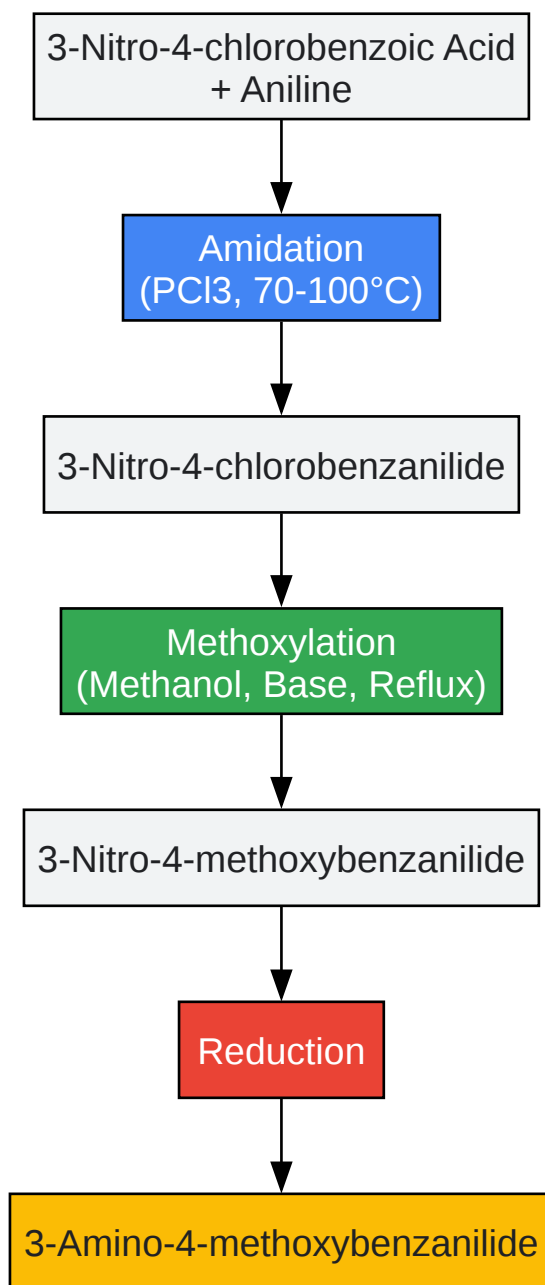 3-Nitro-4-chlorobenzoic Acid
+ Aniline
Amidation
(PCl3, 70-100°C)
3-Nitro-4-chlorobenzanilide
Methoxylation
(Methanol, Base, Reflux)
3-Nitro-4-methoxybenzanilide
Reduction
3-Amino-4-methoxybenzanilide